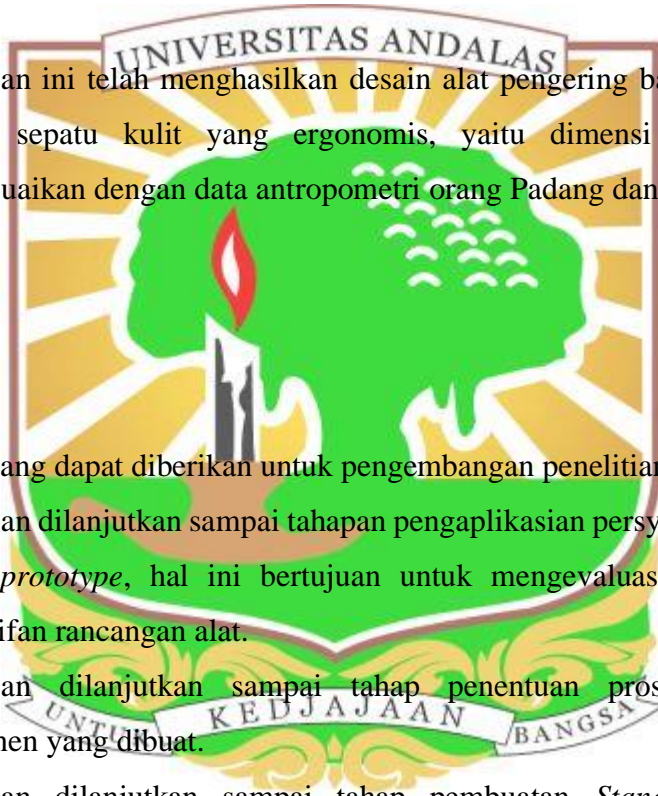 UNIVERSITAS ANDALAS
an ini telah menghasilkan desain alat pengering ba
sepatu kulit yang ergonomis, yaitu dimensi
uaikan dengan data antropometri orang Padang dan
ang dapat diberikan untuk pengembangan penelitian
an dilanjutkan sampai tahapan pengaplikasian persy
prototype, hal ini bertujuan untuk mengevaluas
ifan rancangan alat.
an dilanjutkan sampai tahap penentuan pros
nen yang dibuat.
UNTUK KEDJAJAAN BANGSA
an dilanjutkan sampai tahap pembuatan Stan